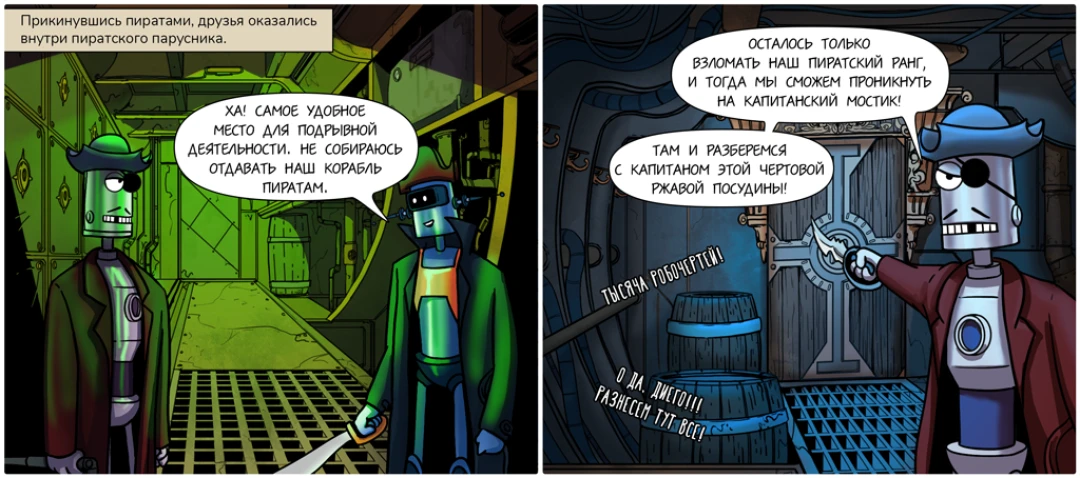 Прикинувшись пиратами, друзья оказались
внутри пиратского парусника.
ХА! САМОЕ УДОБНОЕ
МЕСТО ДЛЯ ПОДРЫВНОЙ
ДЕЯТЕЛЬНОСТИ. НЕ СОБИРАЮСЬ
ОТДАВАТЬ НАШ КОРАБЛЬ
ПИРАТАМ.
ОСТАЛОСЬ ТОЛЬКО
ВЗЛОМАТЬ НАШ ПИРАТСКИЙ РАНГ,
И ТОГДА МЫ СМОЖЕМ ПРОНИКНУТЬ
НА КАПИТАНСКИЙ МОСТИК!
ТАМ И РАЗБЕРЕМСЯ
С КАПИТАНОМ ЭТОЙ ЧЕРТОВОЙ
РЖАВОЙ ПОСУДИНЫ!
ТЫСЯЧА РОБОЧЕРТЕЙ!
О ДА, ДИЕГО!!!
РАЗНЕСЕМ ТУТ ВСЕ!